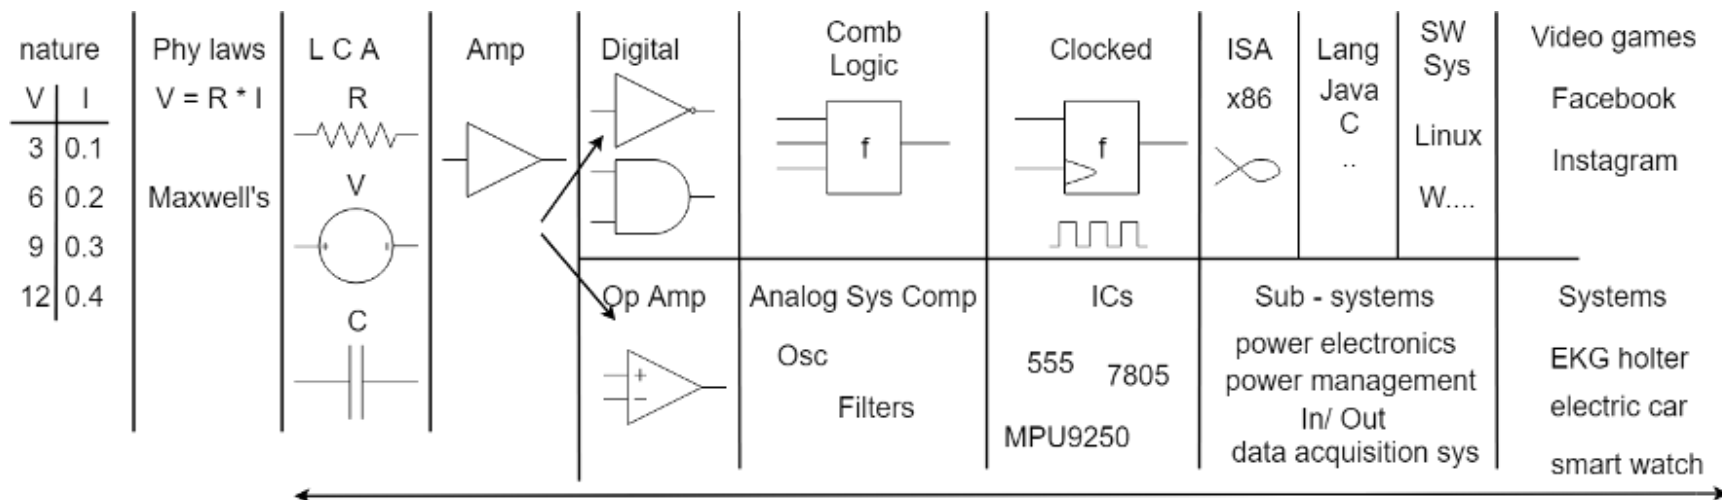 nature
V I
3 0.1
6 0.2
9 0.3
12 0.4
Phy laws
V = R * I
Maxwell's
L C A
R
V
+
C
Amp
Digital
Comb
Logic
f
Clocked
f
ISA
x86
Lang
Java
C
..
SW
Sys
Linux
W....
Video games
Facebook
Instagram
Op Amp
+
−
Analog Sys Comp
Osc
Filters
ICs
555
7805
MPU9250
Sub - systems
power electronics
power management
In/ Out
data acquisition sys
Systems
EKG holter
electric car
smart watch